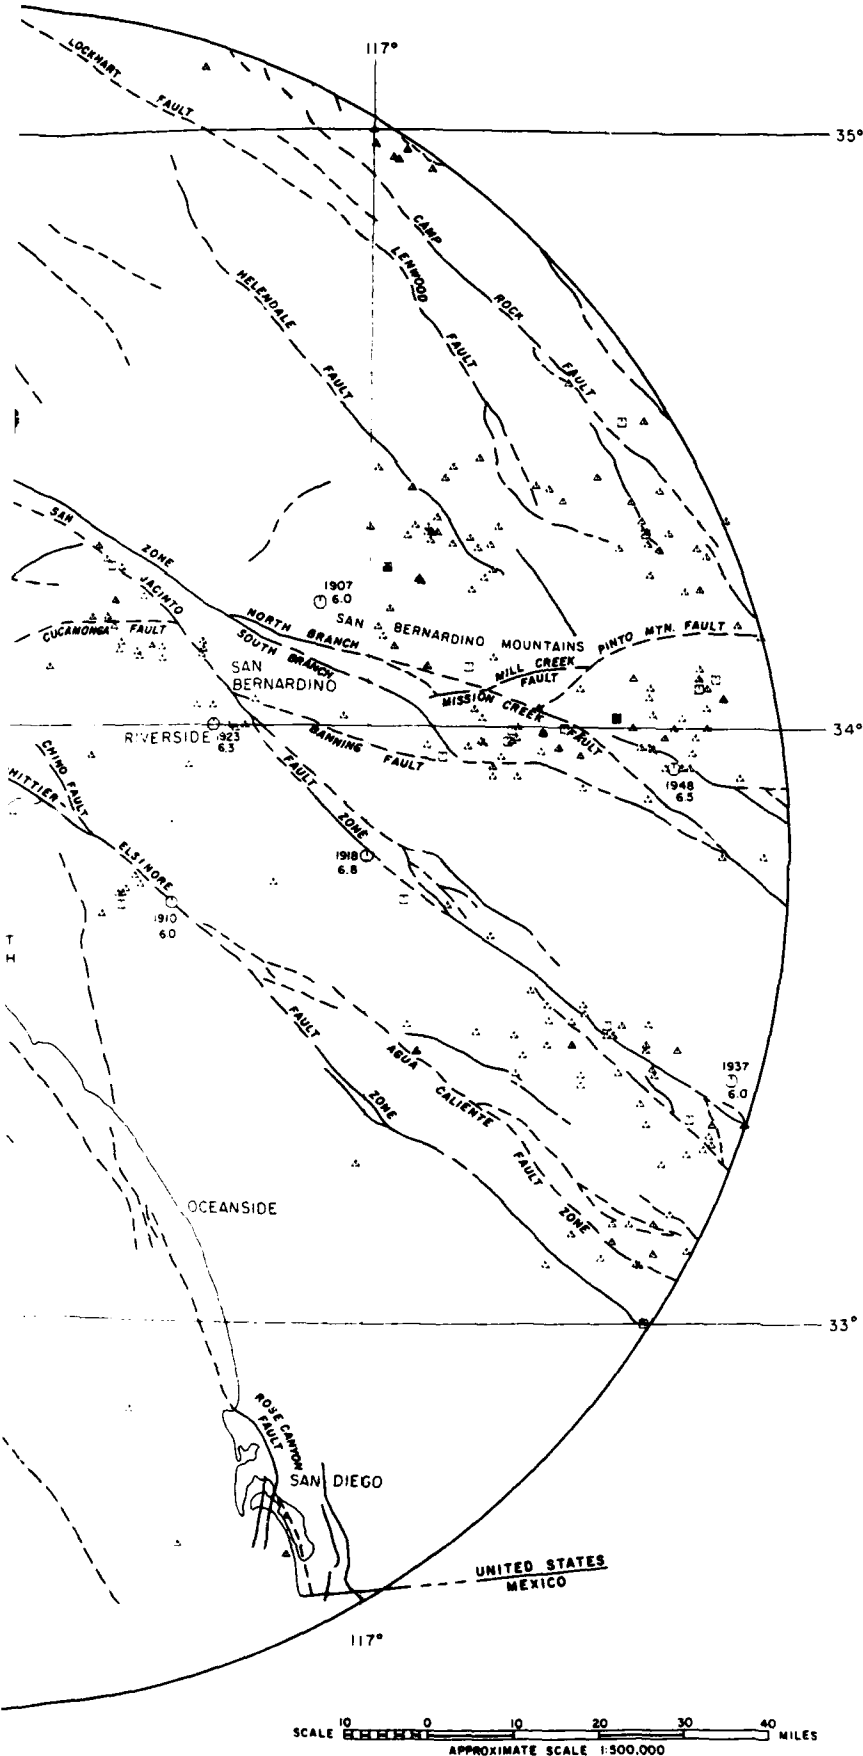 117°
LOCKHART
FAULT
35°
CAMP
ROCK
FAULT
LENWOOD
FAULT
HELENDALE
FAULT
SAN
JACINTO
ZONE
1907
6.0
SAN BERNARDINO MOUNTAINS
PINTO MTN. FAULT
NORTH BRANCH
SOUTH BRANCH
CUCAMONGA FAULT
MILL CREEK
FAULT
MISSION CREEK
FAULT
SAN
BERNARDINO
34°
RIVERSIDE
1923
6.3
BANNING
FAULT
CHINO FAULT
HITTIER
FAULT
ZONE
1948
6.5
ELSINORE
1918
6.8
1910
6.0
T
H
FAULT
ZONE
AGUA
CALIENTE
FAULT
ZONE
1937
6.0
OCEANSIDE
33°
ROSE CANYON
FAULT
SAN DIEGO
UNITED STATES
MEXICO
117°
SCALE 10 0 10 20 30 40 MILES
APPROXIMATE SCALE 1:500,000